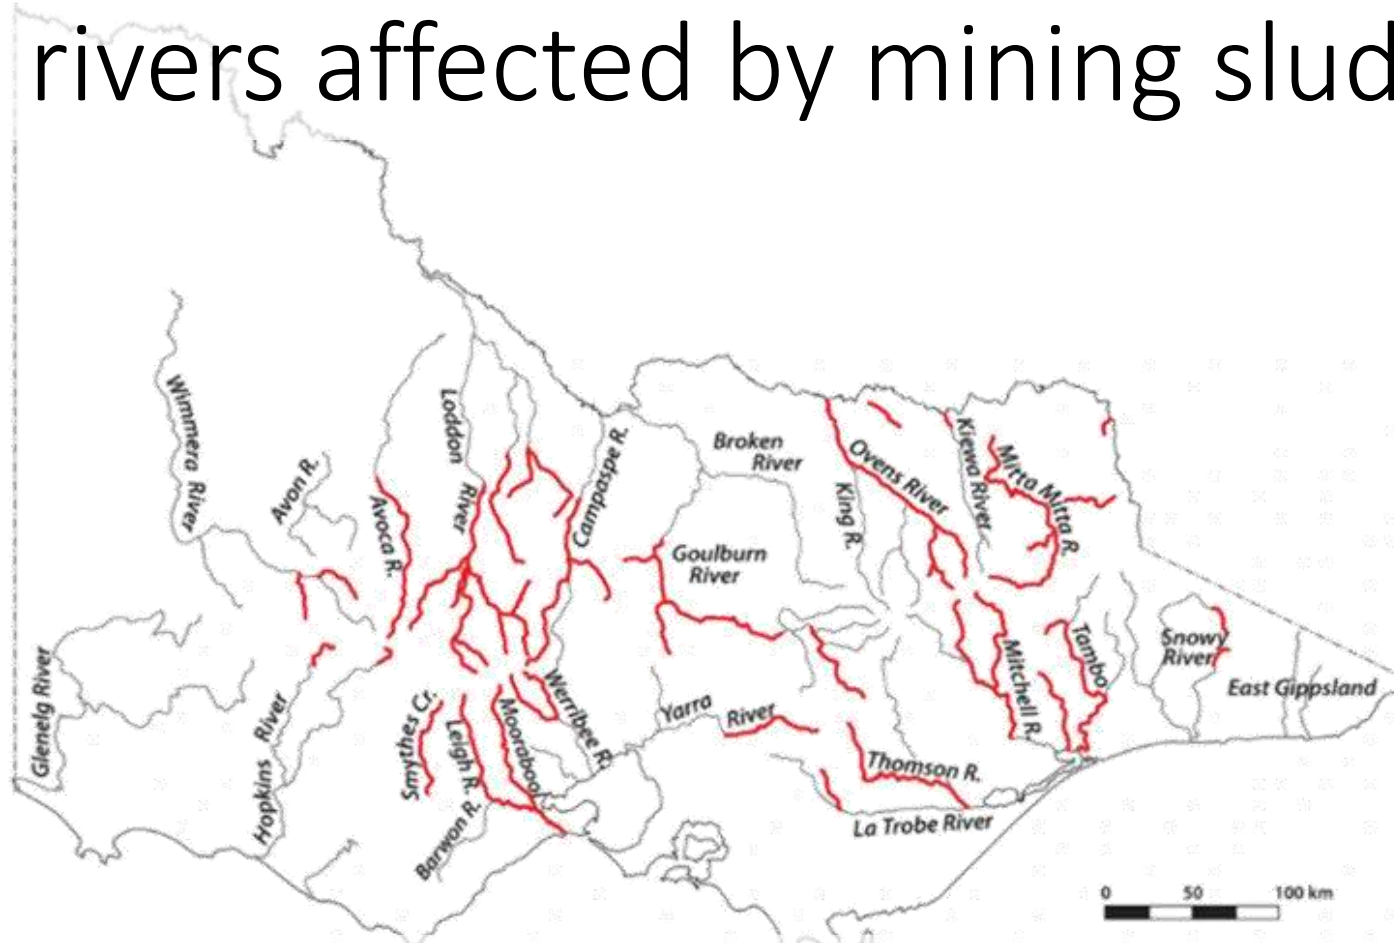 rivers affected by mining slud
Wimmera River
Avon R.
Avoca R.
Loddon
River
Campaspe R.
Broken
River
Goulburn
River
King R.
Ovens River
Kiewa River
Mitta Mitta R.
Glenelg River
Hopkins River
Smythes Cr.
Leigh R.
Moorabool
Werribee R.
Barwon R.
Yarra River
Thomson R.
La Trobe River
Mitchell R.
Tambo
Snowy
River
East Gippsland
0 50 100 km